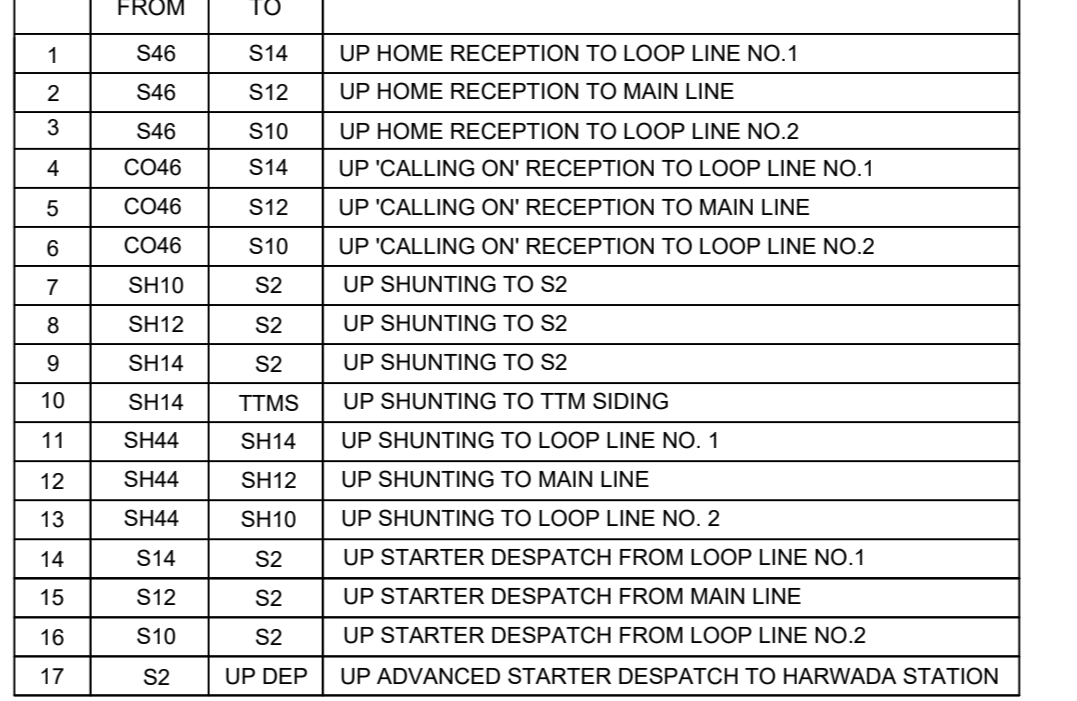 FROM TO
1 S46 S14 UP HOME RECEPTION TO LOOP LINE NO.1
2 S46 S12 UP HOME RECEPTION TO MAIN LINE
3 S46 S10 UP HOME RECEPTION TO LOOP LINE NO.2
4 CO46 S14 UP 'CALLING ON' RECEPTION TO LOOP LINE NO.1
5 CO46 S12 UP 'CALLING ON' RECEPTION TO MAIN LINE
6 CO46 S10 UP 'CALLING ON' RECEPTION TO LOOP LINE NO.2
7 SH10 S2 UP SHUNTING TO S2
8 SH12 S2 UP SHUNTING TO S2
9 SH14 S2 UP SHUNTING TO S2
10 SH14 TTMS UP SHUNTING TO TTM SIDING
11 SH44 SH14 UP SHUNTING TO LOOP LINE NO. 1
12 SH44 SH12 UP SHUNTING TO MAIN LINE
13 SH44 SH10 UP SHUNTING TO LOOP LINE NO. 2
14 S14 S2 UP STARTER DESPATCH FROM LOOP LINE NO.1
15 S12 S2 UP STARTER DESPATCH FROM MAIN LINE
16 S10 S2 UP STARTER DESPATCH FROM LOOP LINE NO.2
17 S2 UP DEP UP ADVANCED STARTER DESPATCH TO HARWADA STATION